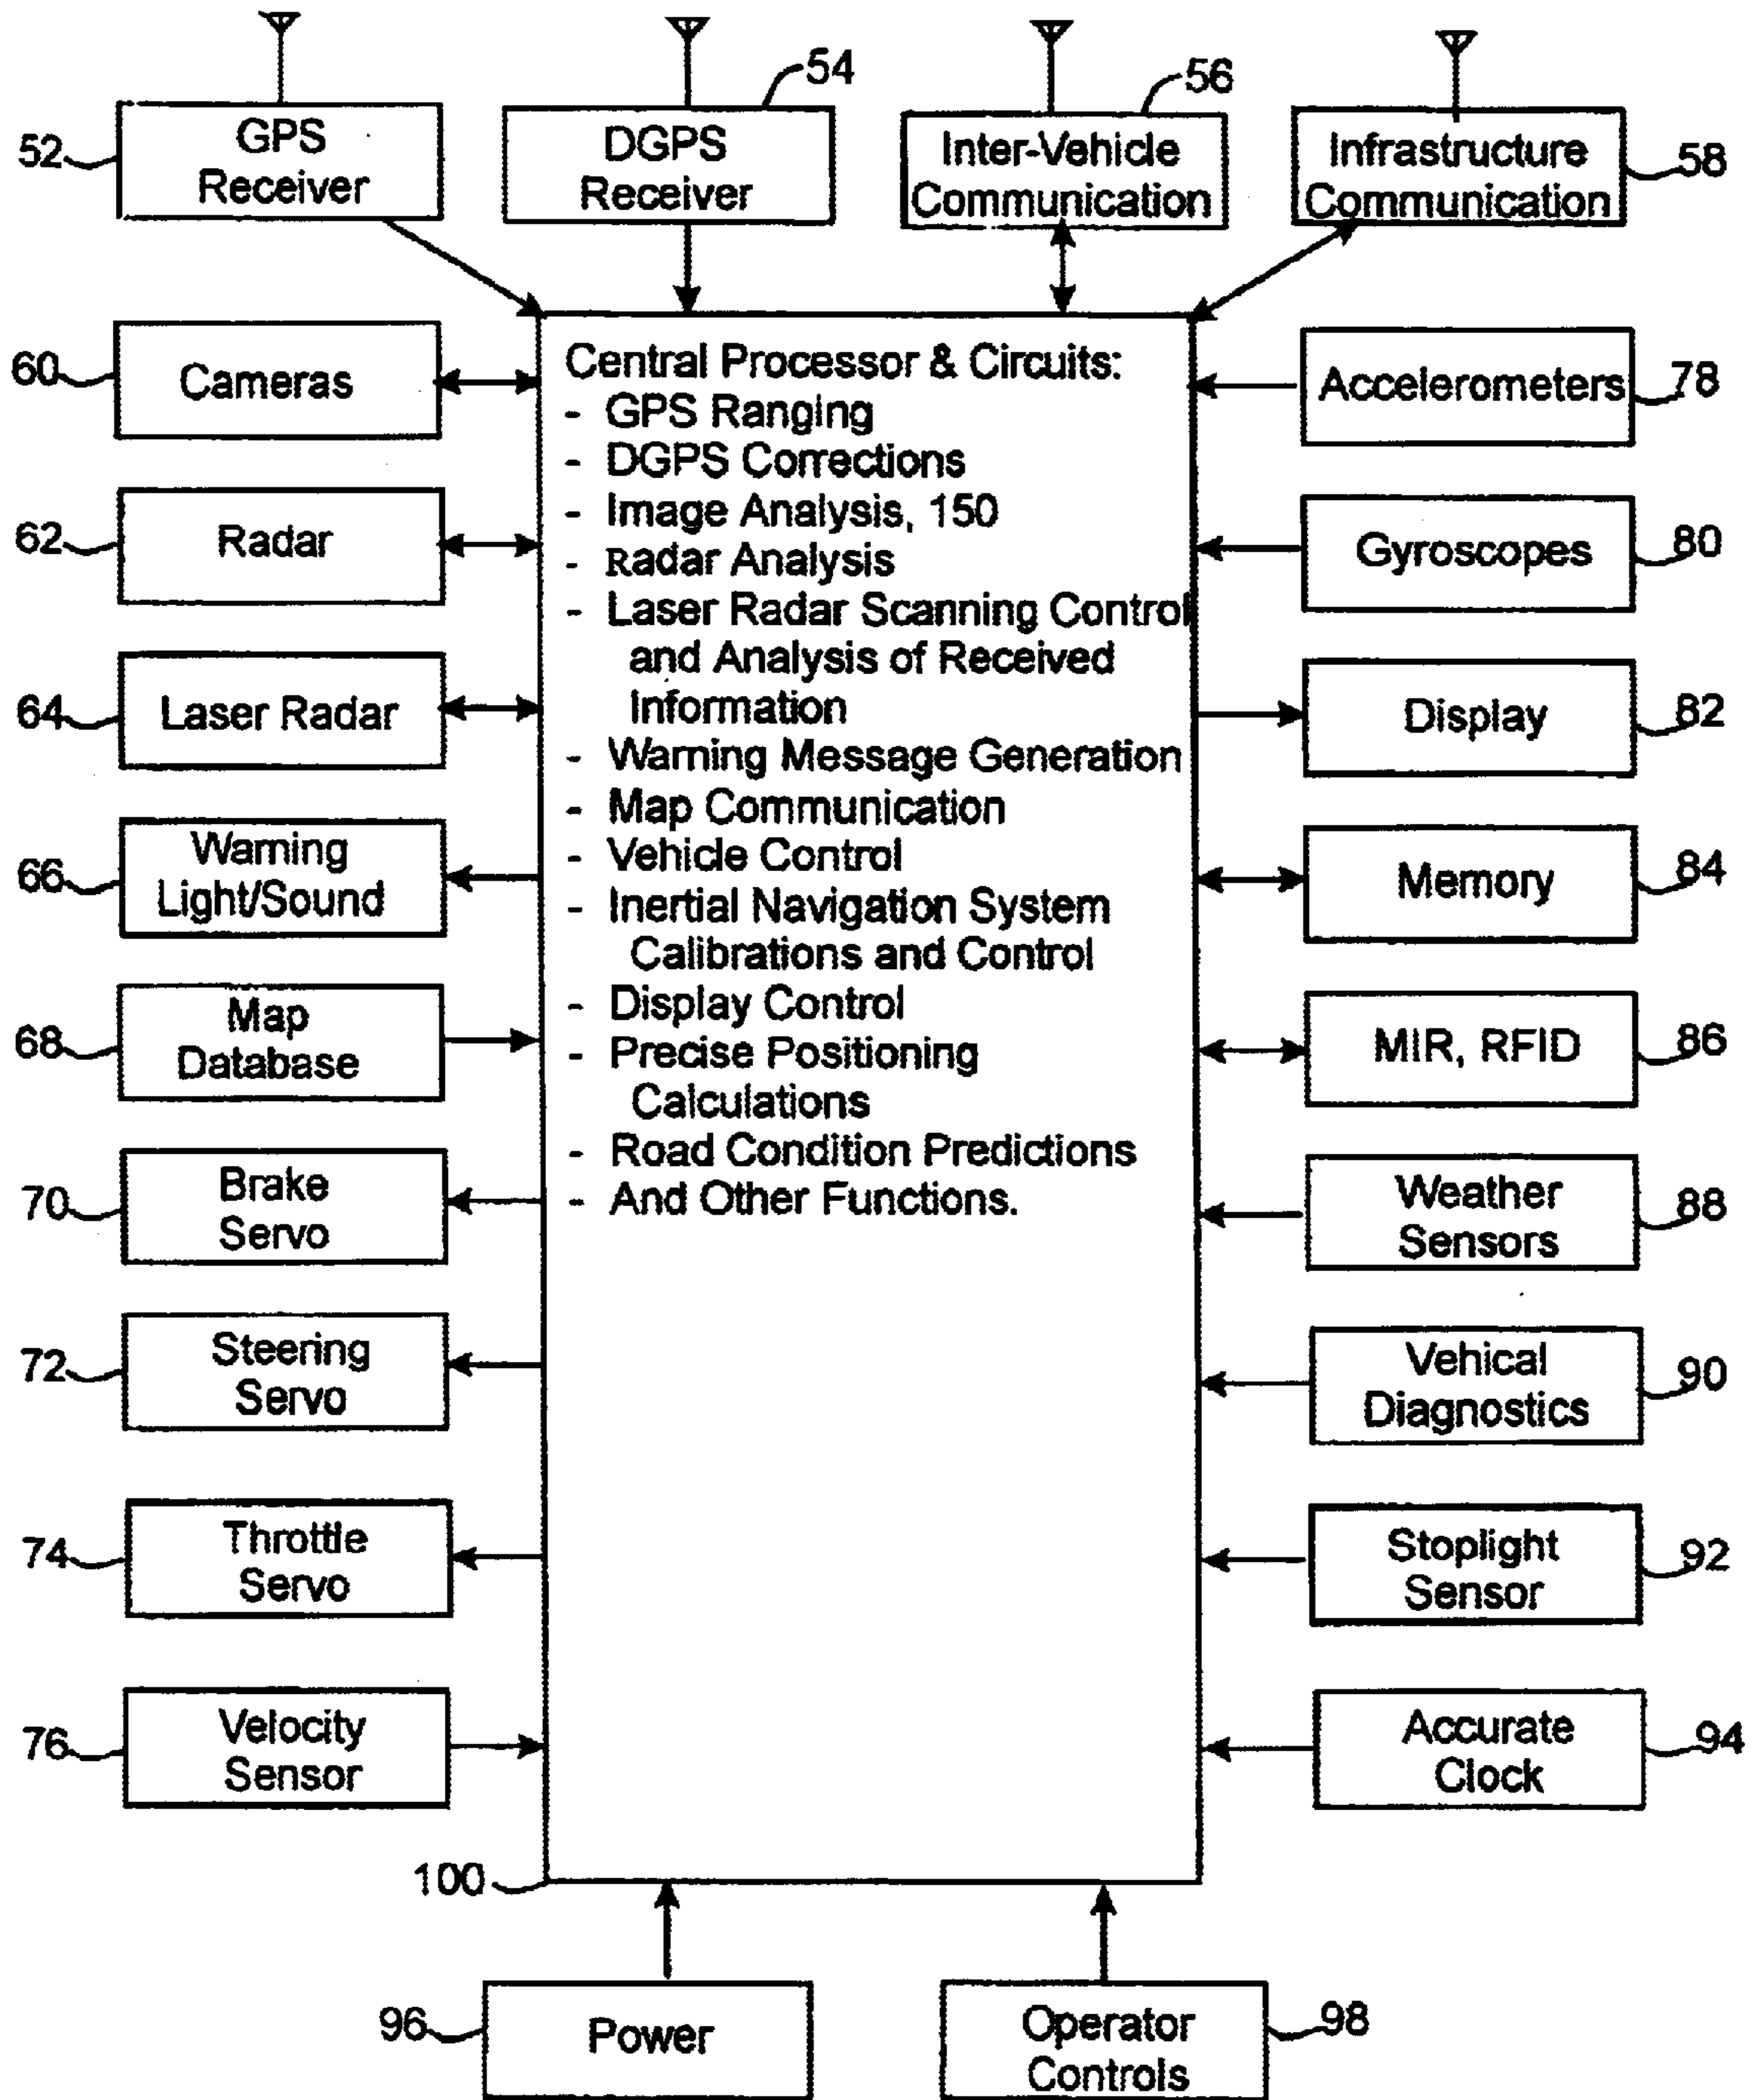 54
56
52
GPS
Receiver
DGPS
Receiver
Inter-Vehicle
Communication
Infrastructure
Communication
58
60
Cameras
62
Radar
64
Laser Radar
66
Warning
Light/Sound
68
Map
Database
70
Brake
Servo
72
Steering
Servo
74
Throttle
Servo
76
Velocity
Sensor
Central Processor & Circuits:
- GPS Ranging
- DGPS Corrections
- Image Analysis, 150
- Radar Analysis
- Laser Radar Scanning Control
and Analysis of Received
Information
- Warning Message Generation
- Map Communication
- Vehicle Control
- Inertial Navigation System
Calibrations and Control
- Display Control
- Precise Positioning
Calculations
- Road Condition Predictions
- And Other Functions.
100
Accelerometers
78
Gyroscopes
80
Display
82
Memory
84
MIR, RFID
86
Weather
Sensors
88
Vehical
Diagnostics
90
Stoplight
Sensor
92
Accurate
Clock
94
96
Power
Operator
Controls
98